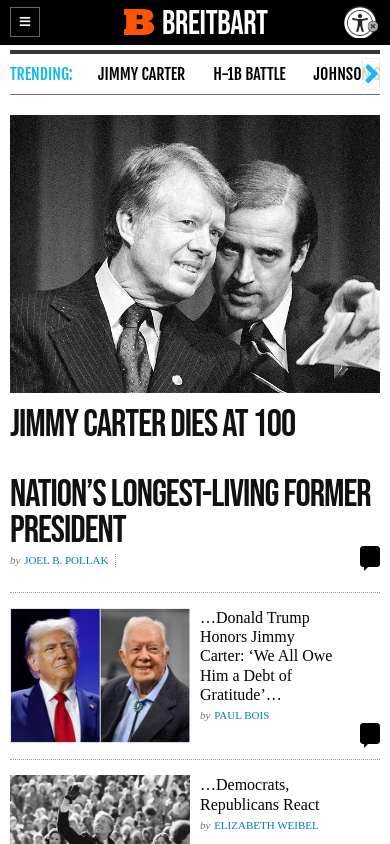 BREITBART
TRENDING: JIMMY CARTER H-1B BATTLE JOHNSO
JIMMY CARTER DIES AT 100
NATION’S LONGEST-LIVING FORMER
PRESIDENT
by JOEL B. POLLAK
…Donald Trump
Honors Jimmy
Carter: ‘We All Owe
Him a Debt of
Gratitude’…
by PAUL BOIS
…Democrats,
Republicans React
by ELIZABETH WEIBEL